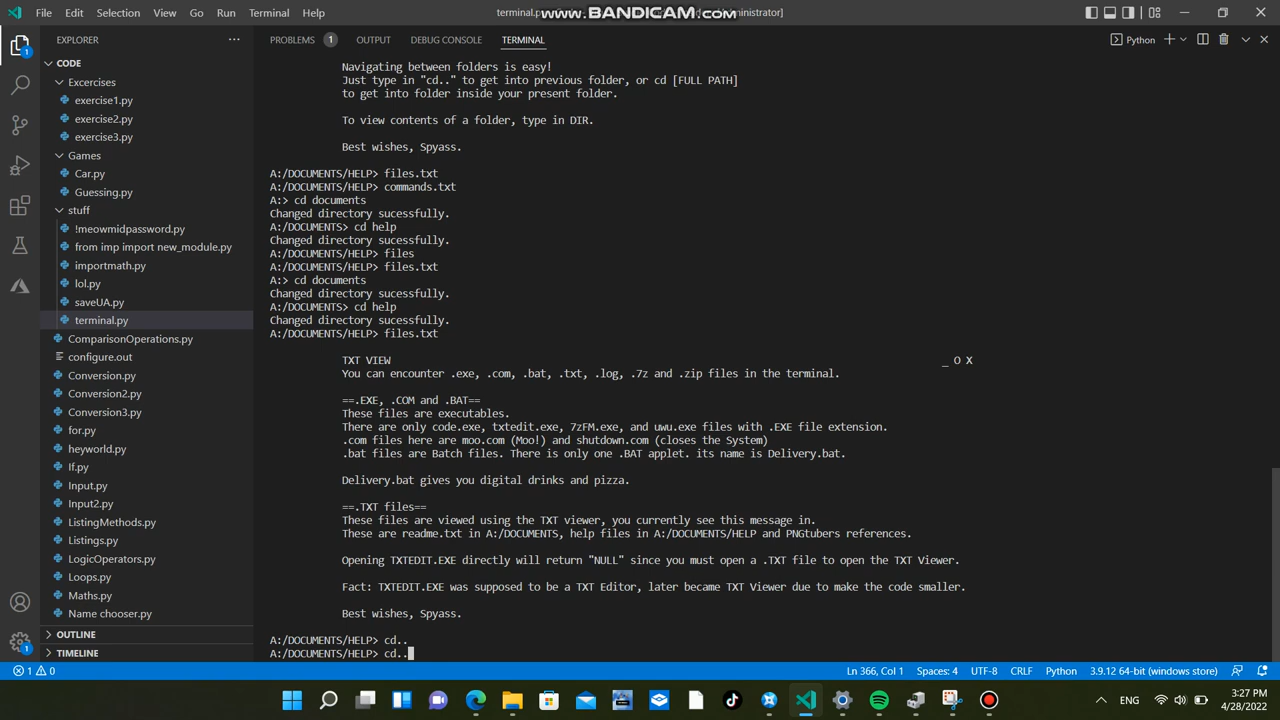 File Edit Selection View Go Run Terminal Help
terminal.p
www.BANDICAM.com
ministrator]
EXPLORER
PROBLEMS 1 OUTPUT DEBUG CONSOLE TERMINAL
Python
CODE
Excercises
exercise1.py
exercise2.py
exercise3.py
Games
Car.py
Guessing.py
stuff
!meowmidpassword.py
from imp import new_module.py
importmath.py
lol.py
saveUA.py
terminal.py
ComparisonOperations.py
configure.out
Conversion.py
Conversion2.py
Conversion3.py
for.py
heyworld.py
If.py
Input.py
Input2.py
ListingMethods.py
Listings.py
LogicOperators.py
Loops.py
Maths.py
Name chooser.py
OUTLINE
TIMELINE
Navigating between folders is easy!
Just type in "cd.." to get into previous folder, or cd [FULL PATH]
to get into folder inside your present folder.
To view contents of a folder, type in DIR.
Best wishes, Spyass.
A:/DOCUMENTS/HELP> files.txt
A:/DOCUMENTS/HELP> commands.txt
A:> cd documents
Changed directory sucessfully.
A:/DOCUMENTS> cd help
Changed directory sucessfully.
A:/DOCUMENTS/HELP> files
A:/DOCUMENTS/HELP> files.txt
A:> cd documents
Changed directory sucessfully.
A:/DOCUMENTS> cd help
Changed directory sucessfully.
A:/DOCUMENTS/HELP> files.txt
TXT VIEW _ O X
You can encounter .exe, .com, .bat, .txt, .log, .7z and .zip files in the terminal.
==.EXE, .COM and .BAT==
These files are executables.
There are only code.exe, txtedit.exe, 7zFM.exe, and uwu.exe files with .EXE file extension.
.com files here are moo.com (Moo!) and shutdown.com (closes the System)
.bat files are Batch files. There is only one .BAT applet. its name is Delivery.bat.
Delivery.bat gives you digital drinks and pizza.
==.TXT files==
These files are viewed using the TXT viewer, you currently see this message in.
These are readme.txt in A:/DOCUMENTS, help files in A:/DOCUMENTS/HELP and PNGtubers references.
Opening TXTEDIT.EXE directly will return "NULL" since you must open a .TXT file to open the TXT Viewer.
Fact: TXTEDIT.EXE was supposed to be a TXT Editor, later became TXT Viewer due to make the code smaller.
Best wishes, Spyass.
A:/DOCUMENTS/HELP> cd..
A:/DOCUMENTS/HELP> cd..
1 0
Ln 366, Col 1 Spaces: 4 UTF-8 CRLF Python 3.9.12 64-bit (windows store)
ENG
3:27 PM
4/28/2022